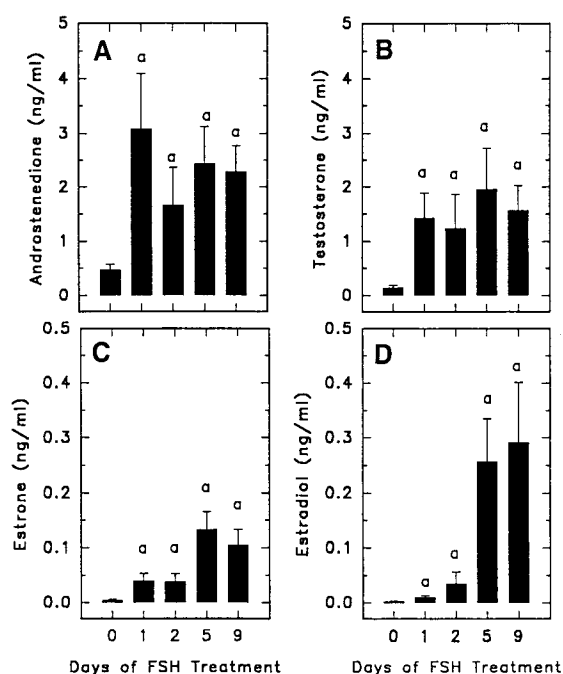 A
Androstenedione (ng/ml)
5
4
3
2
1
0
a
a
a
a
B
Testosterone (ng/ml)
5
4
3
2
1
0
a
a
a
a
C
Estrone (ng/ml)
0.5
0.4
0.3
0.2
0.1
0.0
a
a
a
a
0 1 2 5 9
Days of FSH Treatment
D
Estradiol (ng/ml)
0.5
0.4
0.3
0.2
0.1
0.0
a
a
a
a
0 1 2 5 9
Days of FSH Treatment